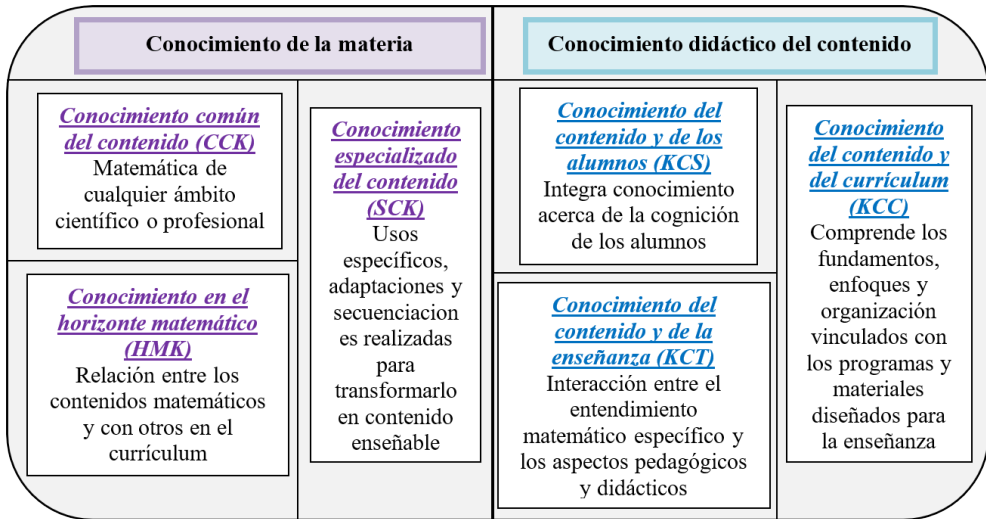 Conocimiento de la materia
Conocimiento común
del contenido (CCK)
Matemática de
cualquier ámbito
científico o profesional
Conocimiento en el
horizonte matemático
(HMK)
Relación entre los
contenidos matemáticos
y con otros en el
currículum
Conocimiento
especializado
del contenido
(SCK)
Usos
específicos,
adaptaciones y
secuenciacion
es realizadas
para
transformarlo
en contenido
enseñable
Conocimiento didáctico del contenido
Conocimiento del
contenido y de los
alumnos (KCS)
Integra conocimiento
acerca de la cognición
de los alumnos
Conocimiento del
contenido y de la
enseñanza (KCT)
Interacción entre el
entendimiento
matemático específico y
los aspectos pedagógicos
y didácticos
Conocimiento
del contenido y
del currículum
(KCC)
Comprende los
fundamentos,
enfoques y
organización
vinculados con
los programas y
materiales
diseñados para
la enseñanza